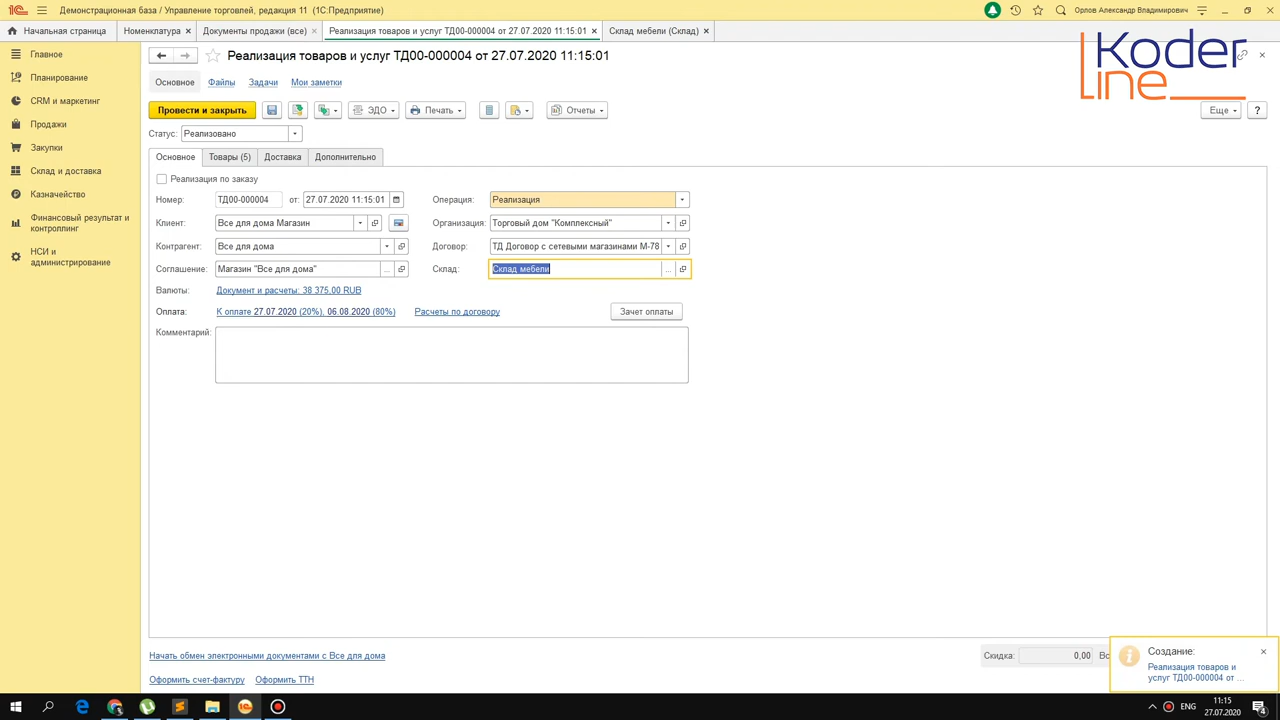 Демонстрационная база / Управление торговлей, редакция 11 (1С:Предприятие)
Орлов Александр Владимирович
Начальная страница
Номенклатура
Документы продажи (все)
Реализация товаров и услуг ТД00-000004 от 27.07.2020 11:15:01
Склад мебели (Склад)
Koder
line
Главное
Планирование
CRM и маркетинг
Продажи
Закупки
Склад и доставка
Казначейство
Финансовый результат и
контроллинг
НСИ и
администрирование
Реализация товаров и услуг ТД00-000004 от 27.07.2020 11:15:01
Основное Файлы Задачи Мои заметки
Провести и закрыть ЭДО Печать Отчеты Еще ?
Статус: Реализовано
Основное Товары (5) Доставка Дополнительно
Реализация по заказу
Номер: ТД00-000004 от: 27.07.2020 11:15:01 Операция: Реализация
Клиент: Все для дома Магазин Организация: Торговый дом "Комплексный"
Контрагент: Все для дома Договор: ТД Договор с сетевыми магазинами М-78
Соглашение: Магазин "Все для дома" ... Склад: Склад мебели ...
Валюты: Документ и расчеты: 38 375.00 RUB
Оплата: К оплате 27.07.2020 (20%), 06.08.2020 (80%) Расчеты по договору Зачет оплаты
Комментарий:
Начать обмен электронными документами с Все для дома
Скидка: 0,00 Вс
Оформить счет-фактуру Оформить ТТН
Создание:
Реализация товаров и
услуг ТД00-000004 от ...
ENG
11:15
27.07.2020
4